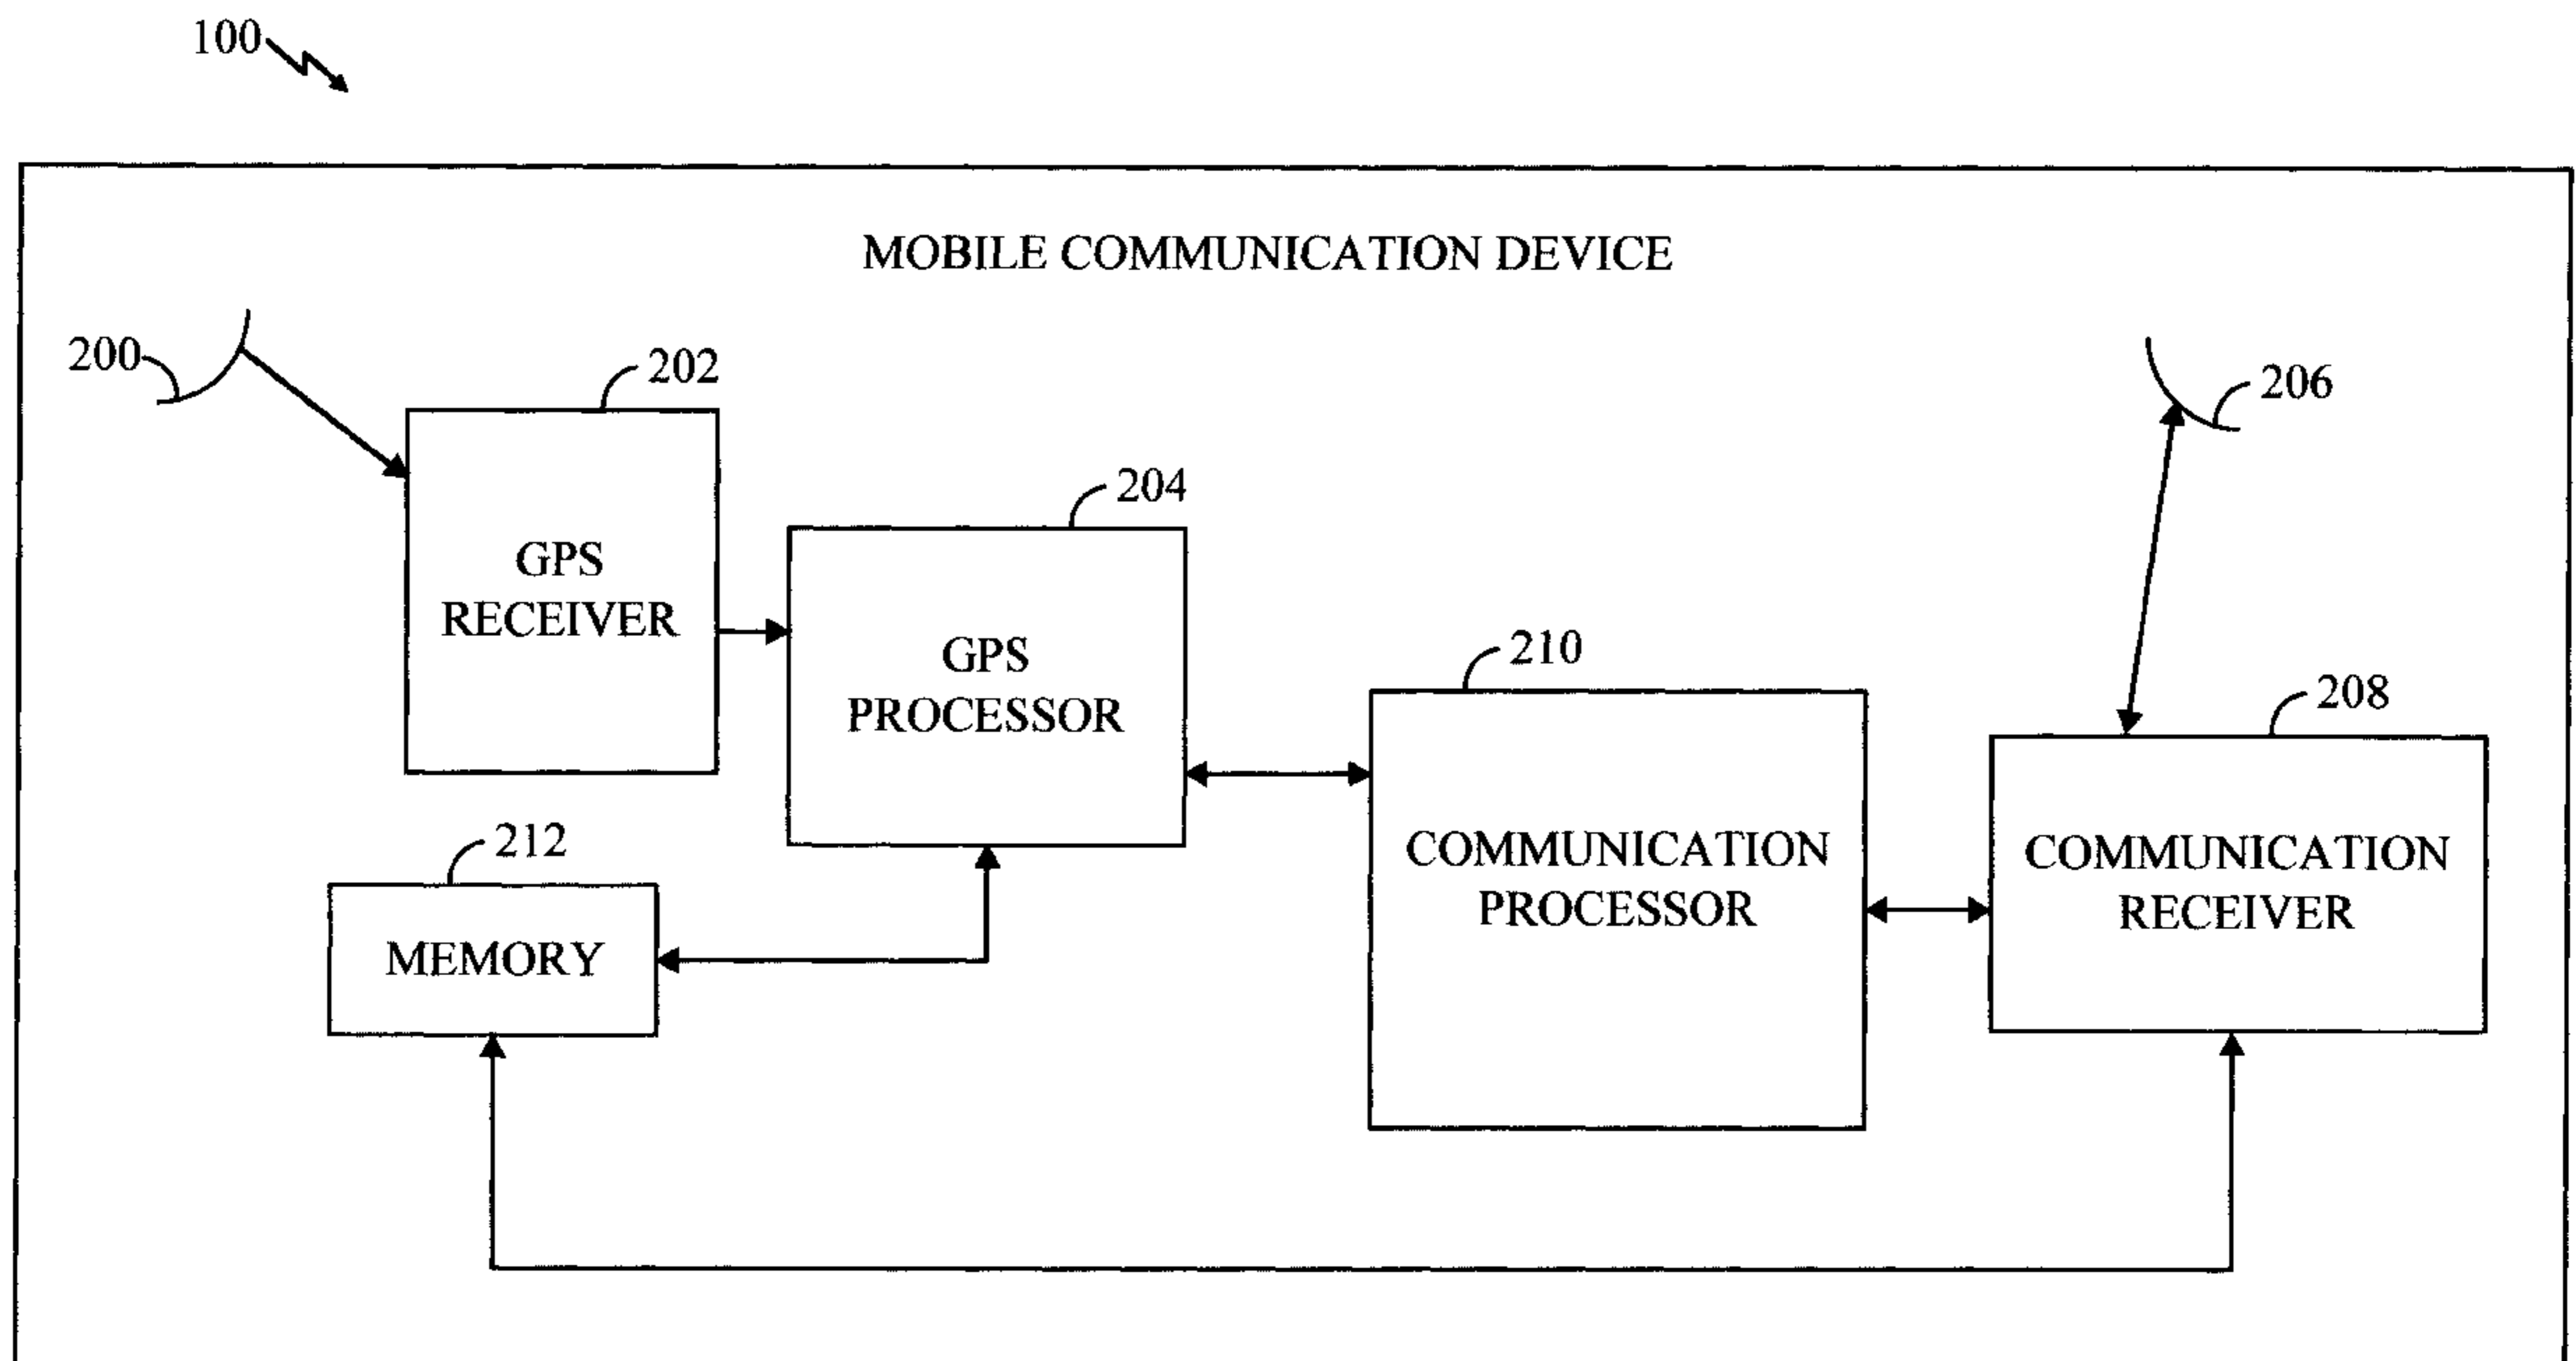 100
MOBILE COMMUNICATION DEVICE
200
202
206
204
GPS
RECEIVER
210
GPS
PROCESSOR
208
212
COMMUNICATION
PROCESSOR
COMMUNICATION
RECEIVER
MEMORY